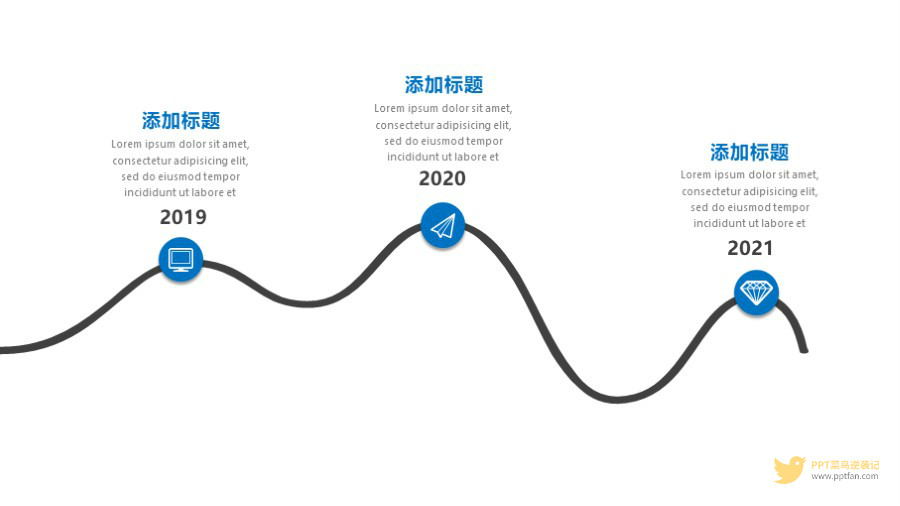 添加标题
Lorem ipsum dolor sit amet,
consectetur adipisicing elit,
sed do eiusmod tempor
incididunt ut labore et
2019
添加标题
Lorem ipsum dolor sit amet,
consectetur adipisicing elit,
sed do eiusmod tempor
incididunt ut labore et
2020
添加标题
Lorem ipsum dolor sit amet,
consectetur adipisicing elit,
sed do eiusmod tempor
incididunt ut labore et
2021
PPT菜鸟逆袭记
www.pptfan.com